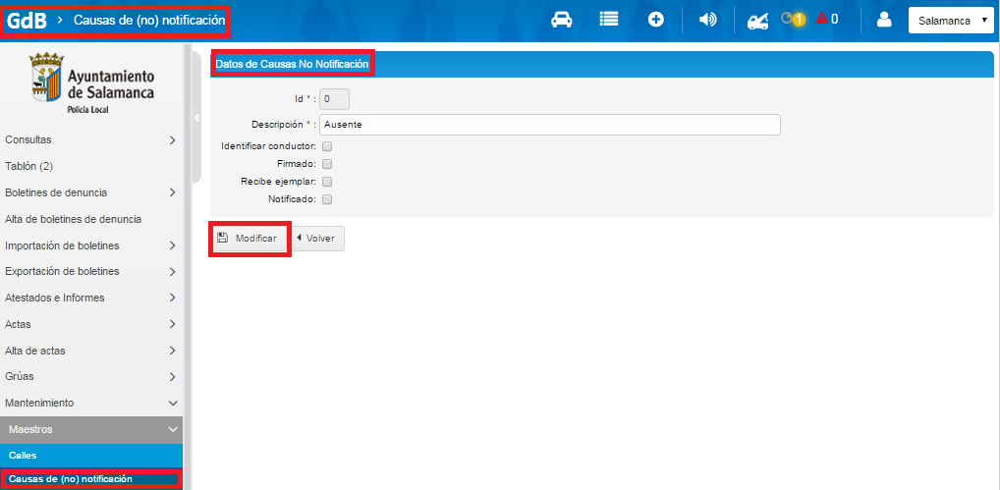 GdB > Causas de (no) notificación
1 0 Salamanca
Ayuntamiento
de Salamanca
Policía Local
Consultas
Tablón (2)
Boletines de denuncia
Alta de boletines de denuncia
Importación de boletines
Exportación de boletines
Atestados e Informes
Actas
Alta de actas
Grúas
Mantenimiento
Maestros
Calles
Causas de (no) notificación
Datos de Causas No Notificación
Id * : 0
Descripción * : Ausente
Identificar conductor:
Firmado:
Recibe ejemplar:
Notificado:
Modificar Volver